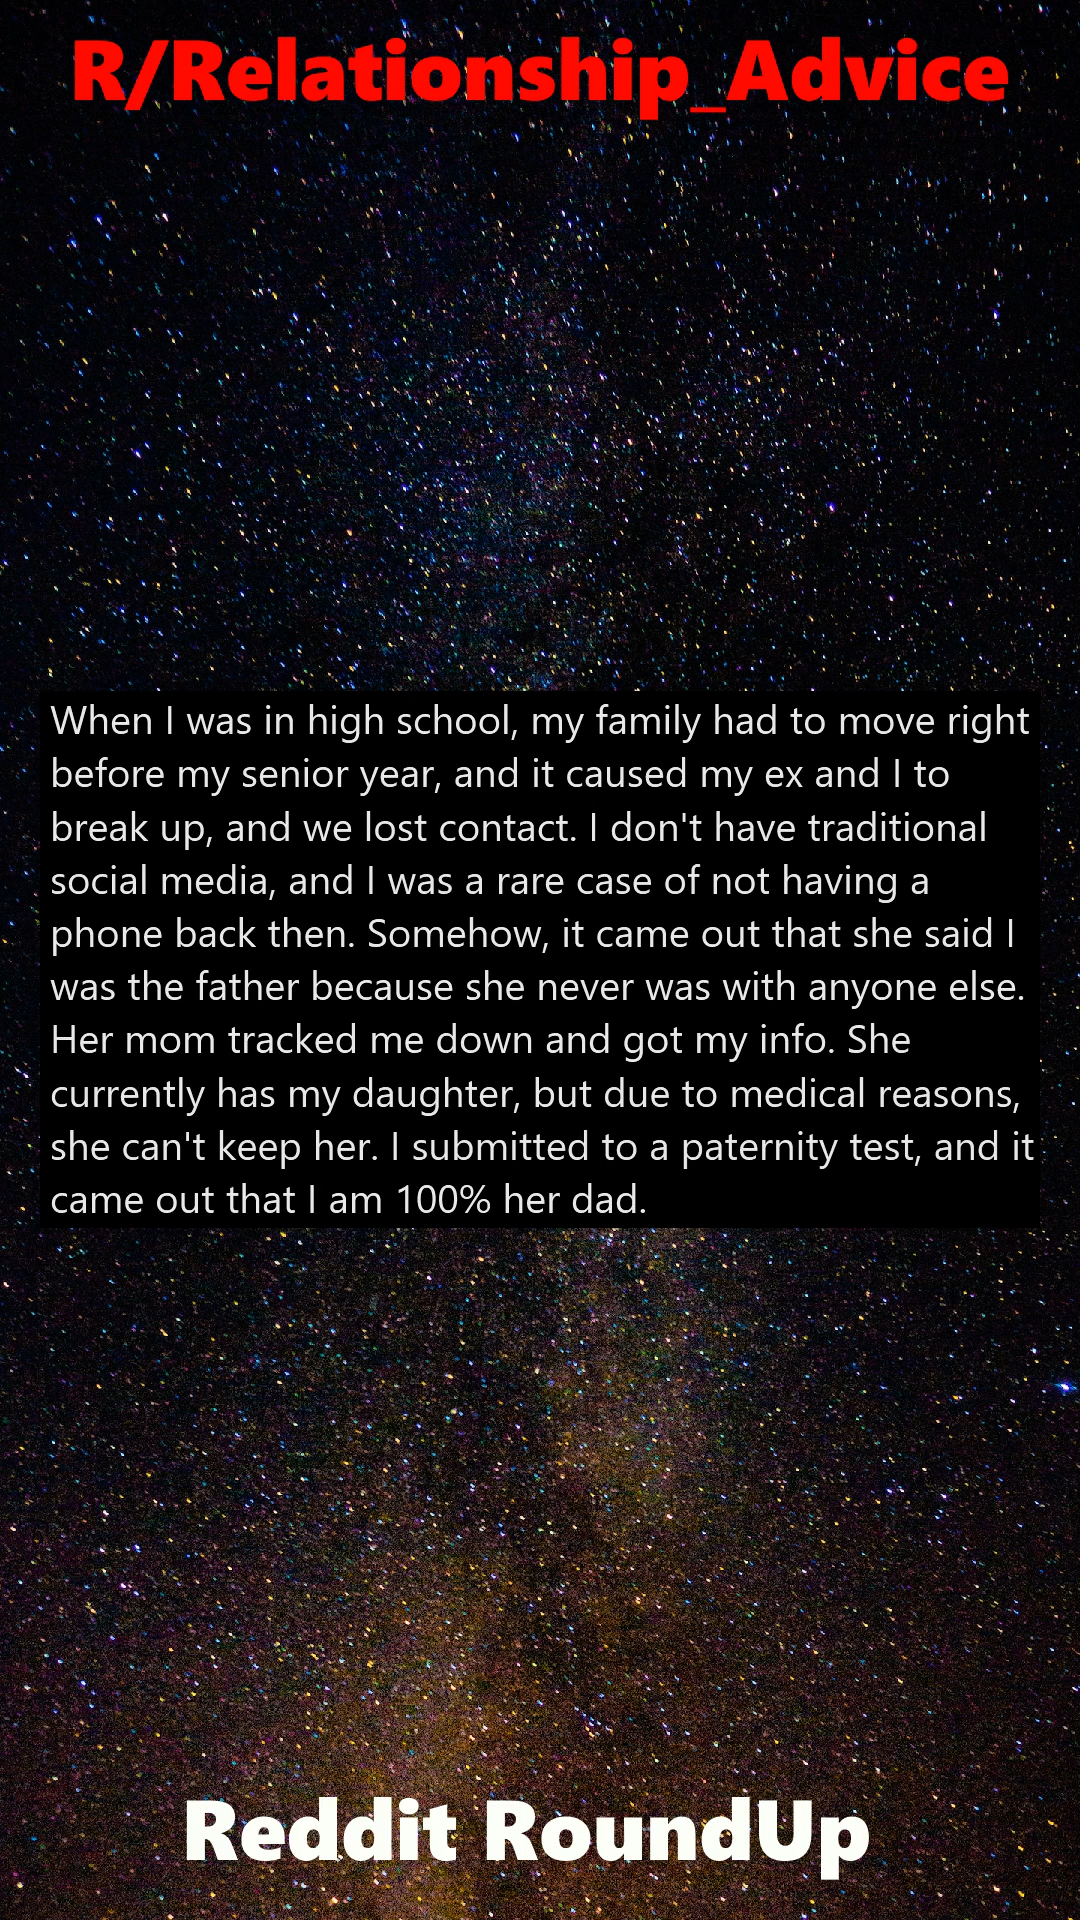 R/Relationship_Advice
When I was in high school, my family had to move right
before my senior year, and it caused my ex and I to
break up, and we lost contact. I don't have traditional
social media, and I was a rare case of not having a
phone back then. Somehow, it came out that she said I
was the father because she never was with anyone else.
Her mom tracked me down and got my info. She
currently has my daughter, but due to medical reasons,
she can't keep her. I submitted to a paternity test, and it
came out that I am 100% her dad.
Reddit RoundUp